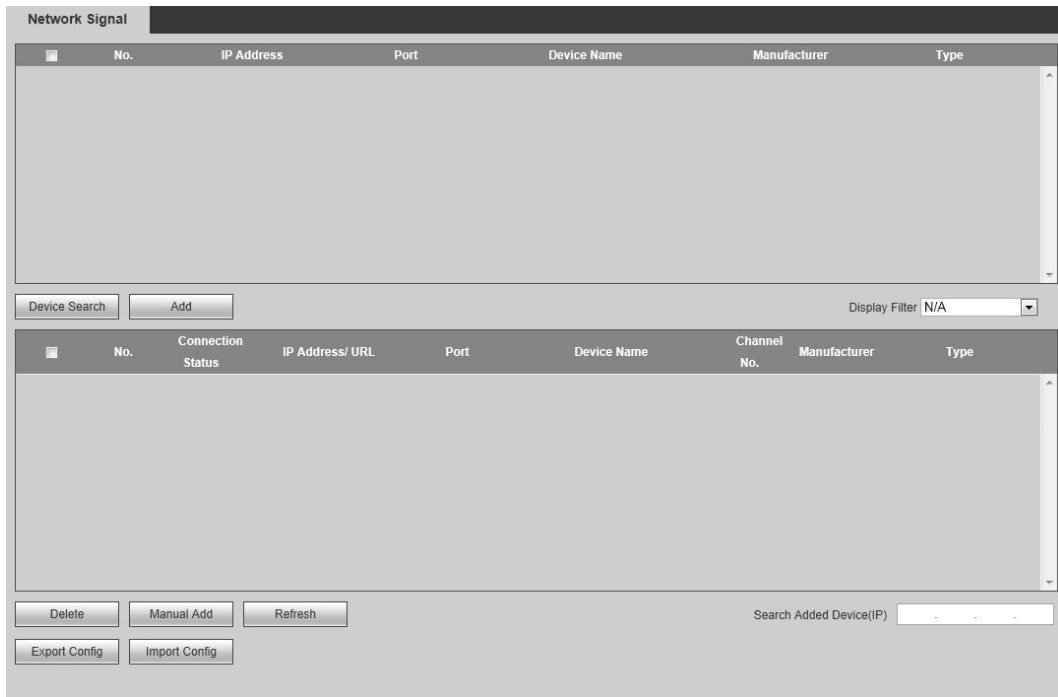 Network Signal
No. IP Address Port Device Name Manufacturer Type
Device Search Add Display Filter N/A
No. Connection Status IP Address/ URL Port Device Name Channel No. Manufacturer Type
Delete Manual Add Refresh Search Added Device(IP) . . .
Export Config Import Config